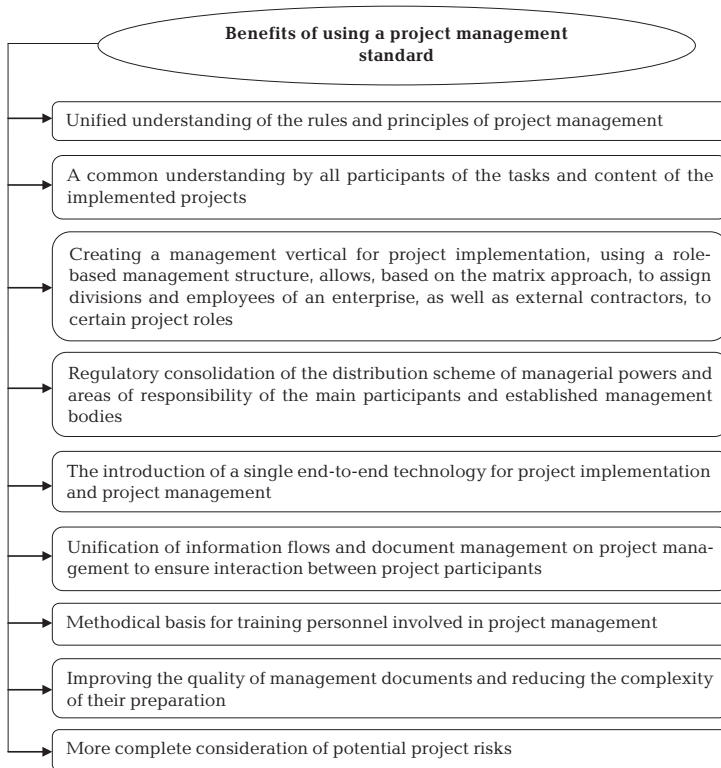 Benefits of using a project management
standard
Unified understanding of the rules and principles of project management
A common understanding by all participants of the tasks and content of the
implemented projects
Creating a management vertical for project implementation, using a role-
based management structure, allows, based on the matrix approach, to assign
divisions and employees of an enterprise, as well as external contractors, to
certain project roles
Regulatory consolidation of the distribution scheme of managerial powers and
areas of responsibility of the main participants and established management
bodies
The introduction of a single end-to-end technology for project implementation
and project management
Unification of information flows and document management on project mana-
gement to ensure interaction between project participants
Methodical basis for training personnel involved in project management
Improving the quality of management documents and reducing the complexity
of their preparation
More complete consideration of potential project risks